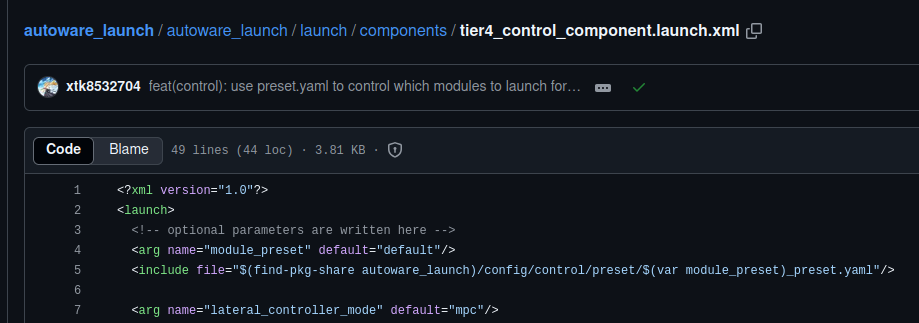 autoware_launch / autoware_launch / launch / components / tier4_control_component.launch.xml
xtk8532704 feat(control): use preset.yaml to control which modules to launch for…
Code Blame 49 lines (44 loc) · 3.81 KB ·
1 <?xml version="1.0"?>
2 <launch>
3 <!-- optional parameters are written here -->
4 <arg name="module_preset" default="default"/>
5 <include file="$(find-pkg-share autoware_launch)/config/control/preset/$(var module_preset)_preset.yaml"/>
6
7 <arg name="lateral_controller_mode" default="mpc"/>